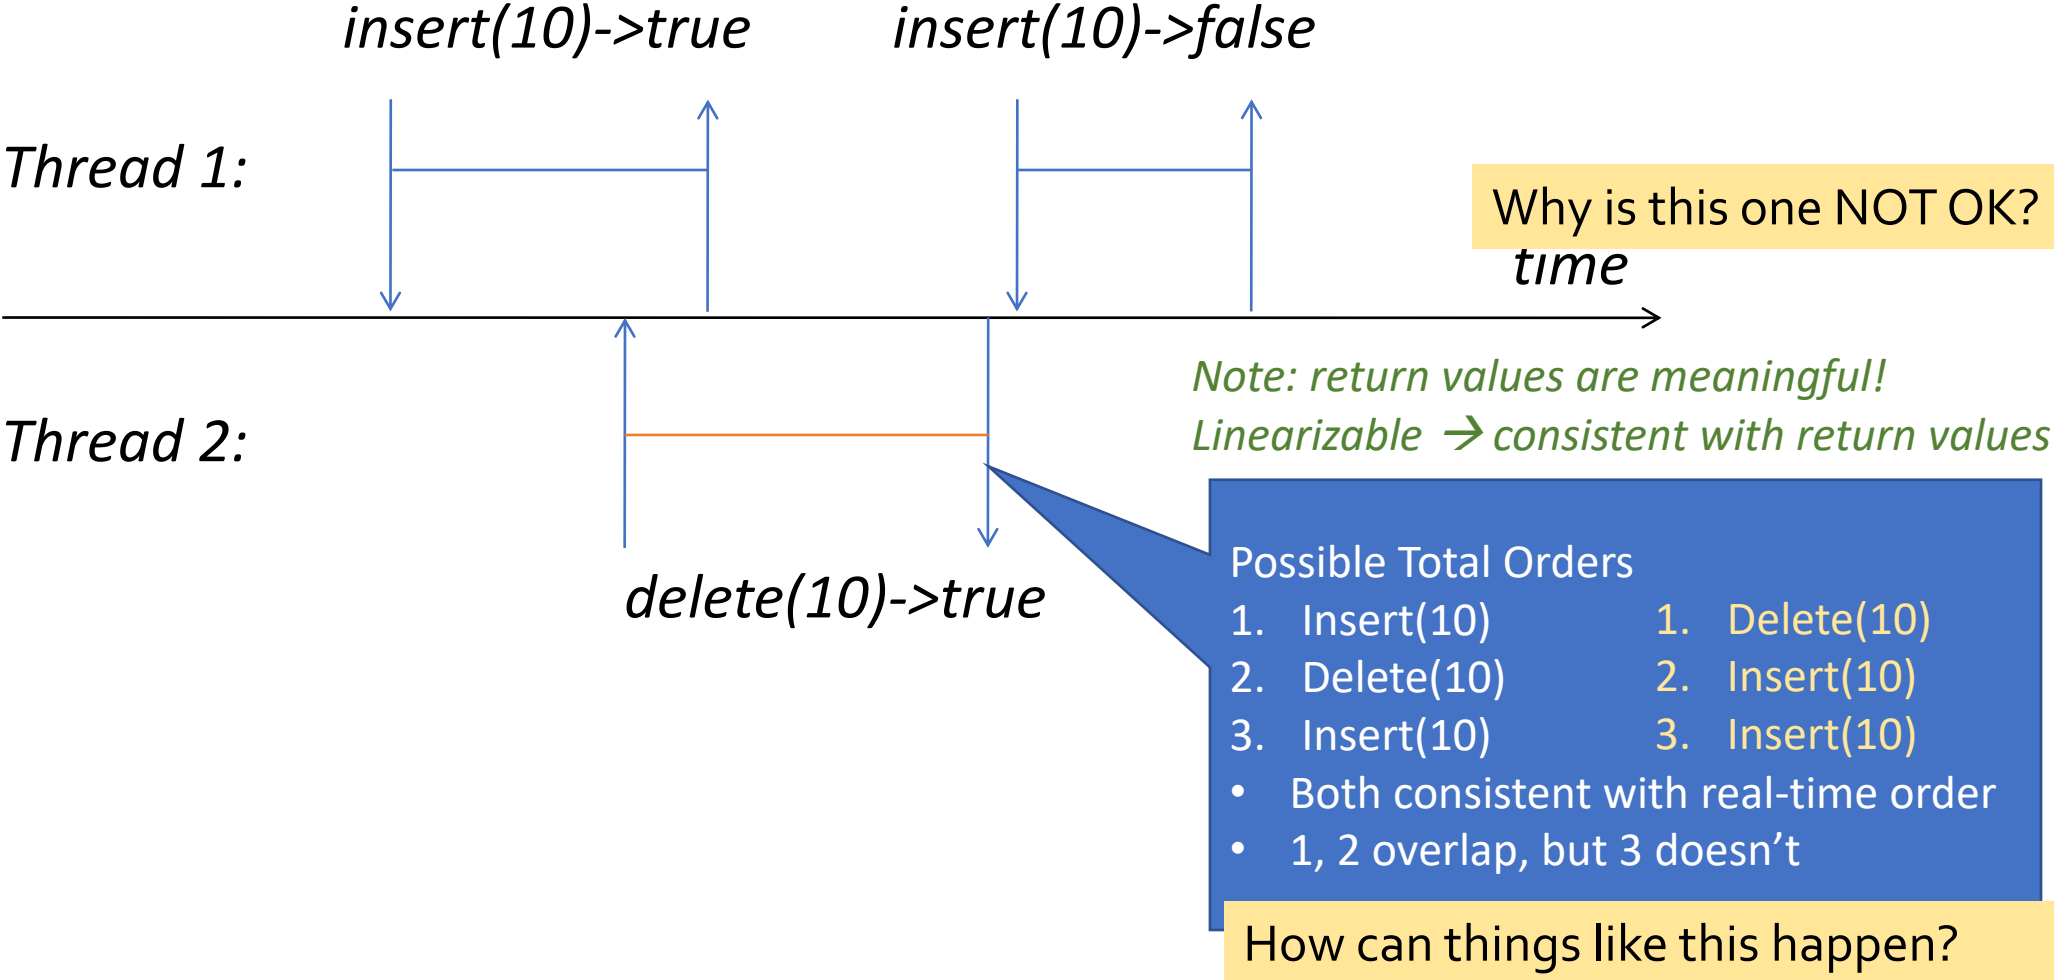 insert(10)->true
insert(10)->false
Thread 1:
Why is this one NOT OK?
time
Note: return values are meaningful!
Linearizable → consistent with return values
Thread 2:
delete(10)->true
Possible Total Orders
1. Insert(10)
2. Delete(10)
3. Insert(10)
1. Delete(10)
2. Insert(10)
3. Insert(10)
• Both consistent with real-time order
• 1, 2 overlap, but 3 doesn’t
How can things like this happen?